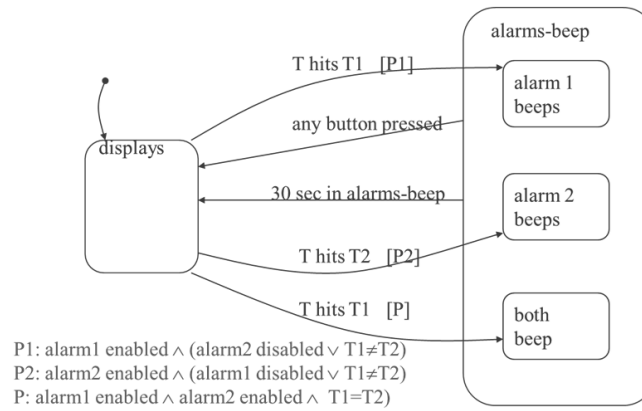 alarms-beep
T hits T1 [P1]
alarm 1
beeps
any button pressed
displays
30 sec in alarms-beep
alarm 2
beeps
T hits T2 [P2]
T hits T1 [P]
both
beep
P1: alarm1 enabled ∧ (alarm2 disabled ∨ T1≠T2)
P2: alarm2 enabled ∧ (alarm1 disabled ∨ T1≠T2)
P: alarm1 enabled ∧ alarm2 enabled ∧ T1=T2)